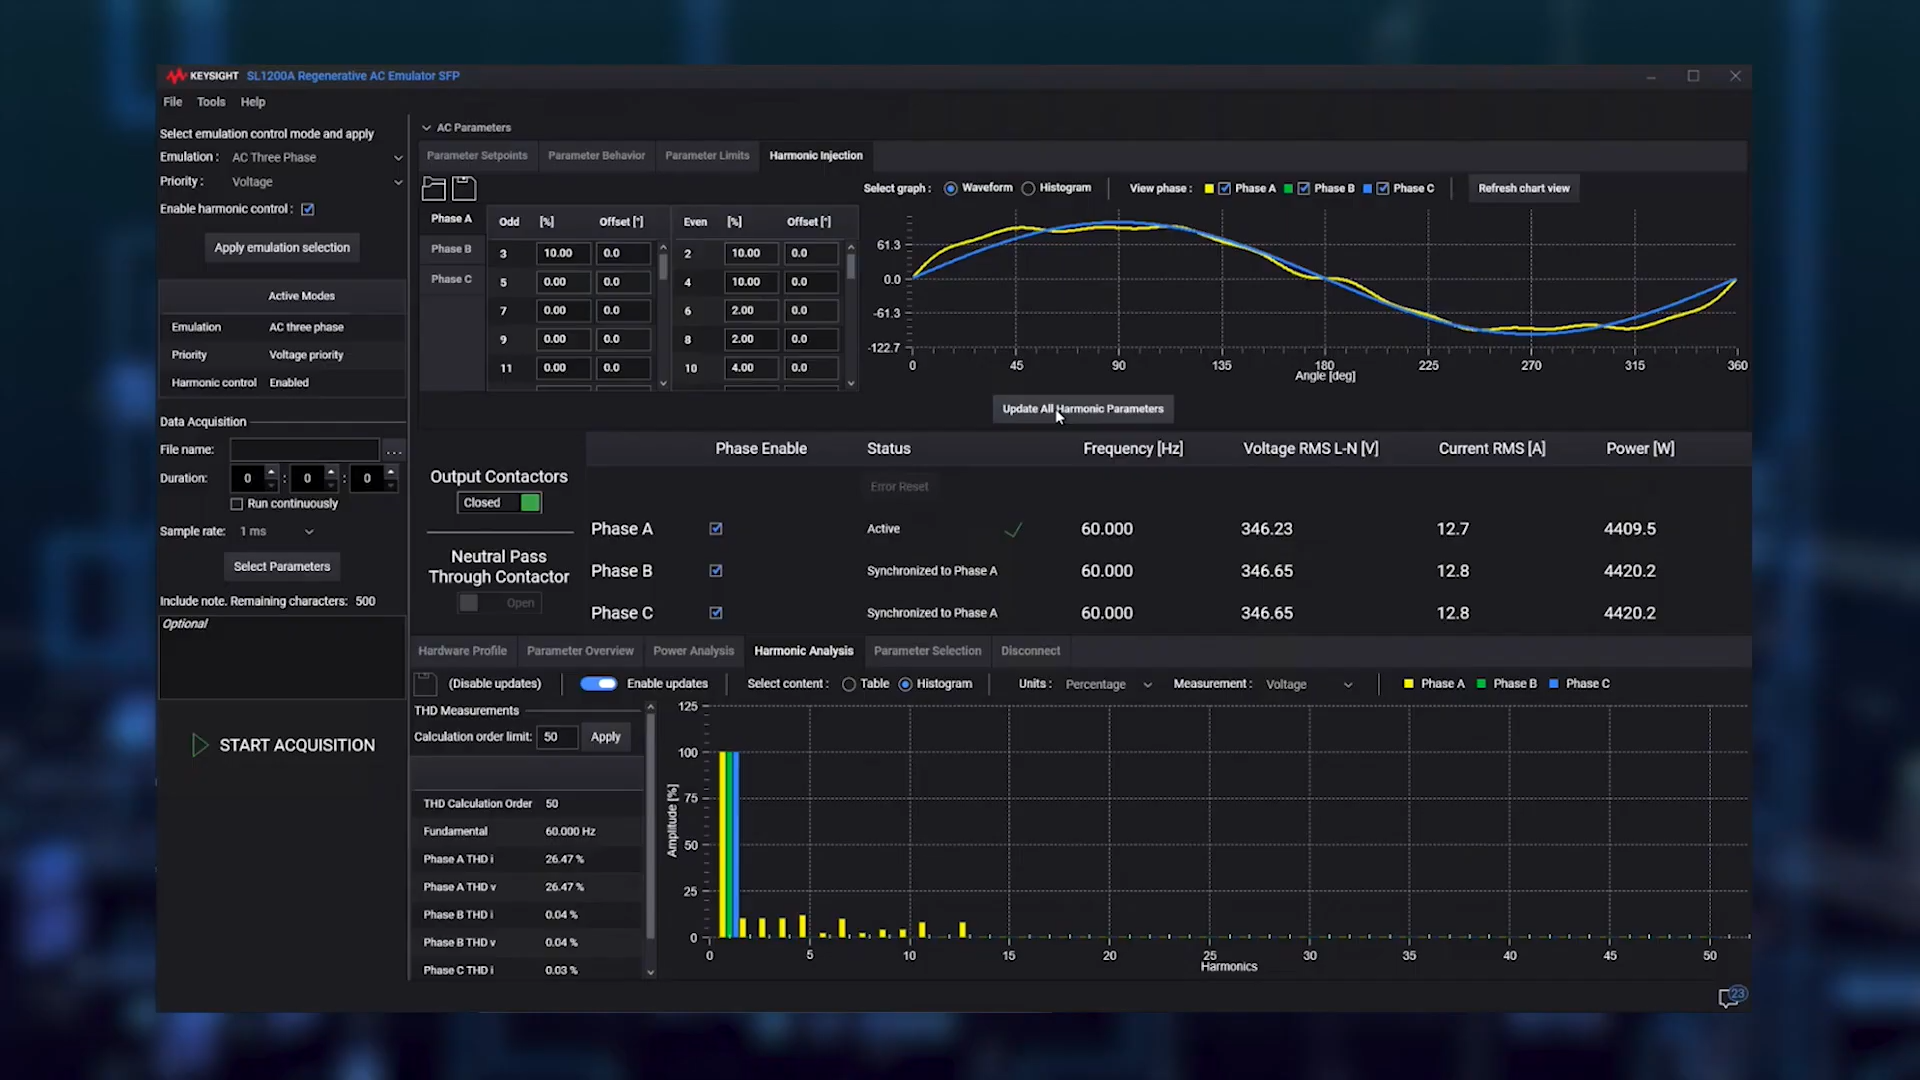 KEYSIGHT SL1200A Regenerative AC Emulator SFP
File Tools Help
Select emulation control mode and apply
Emulation : AC Three Phase
Priority : Voltage
Enable harmonic control :
Apply emulation selection
Active Modes
Emulation AC three phase
Priority Voltage priority
Harmonic control Enabled
Data Acquisition
File name: ...
Duration: 0 : 0 : 0
Run continuously
Sample rate: 1 ms
Select Parameters
Include note. Remaining characters: 500
Optional
START ACQUISITION
AC Parameters
Parameter Setpoints Parameter Behavior Parameter Limits Harmonic Injection
Select graph : Waveform Histogram View phase : Phase A Phase B Phase C Refresh chart view
Phase A
Phase B
Phase C
Odd [%] Offset [°] Even [%] Offset [°]
3 10.00 0.0 2 10.00 0.0
5 0.00 0.0 4 10.00 0.0
7 0.00 0.0 6 2.00 0.0
9 0.00 0.0 8 2.00 0.0
11 0.00 0.0 10 4.00 0.0
61.3
0.0
-61.3
-122.7
0 45 90 135 180 225 270 315 360
Angle [deg]
Update All Harmonic Parameters
Output Contactors
Closed
Neutral Pass
Through Contactor
Open
Phase Enable Status Frequency [Hz] Voltage RMS L-N [V] Current RMS [A] Power [W]
Error Reset
Phase A Active 60.000 346.23 12.7 4409.5
Phase B Synchronized to Phase A 60.000 346.65 12.8 4420.2
Phase C Synchronized to Phase A 60.000 346.65 12.8 4420.2
Hardware Profile Parameter Overview Power Analysis Harmonic Analysis Parameter Selection Disconnect
(Disable updates) Enable updates Select content : Table Histogram Units : Percentage Measurement : Voltage Phase A Phase B Phase C
THD Measurements
Calculation order limit: 50 Apply
THD Calculation Order 50
Fundamental 60.000 Hz
Phase A THD i 26.47 %
Phase A THD v 26.47 %
Phase B THD i 0.04 %
Phase B THD v 0.04 %
Phase C THD i 0.03 %
125
100
75
50
25
0
Amplitude [%]
0 5 10 15 20 25 30 35 40 45 50
Harmonics
23